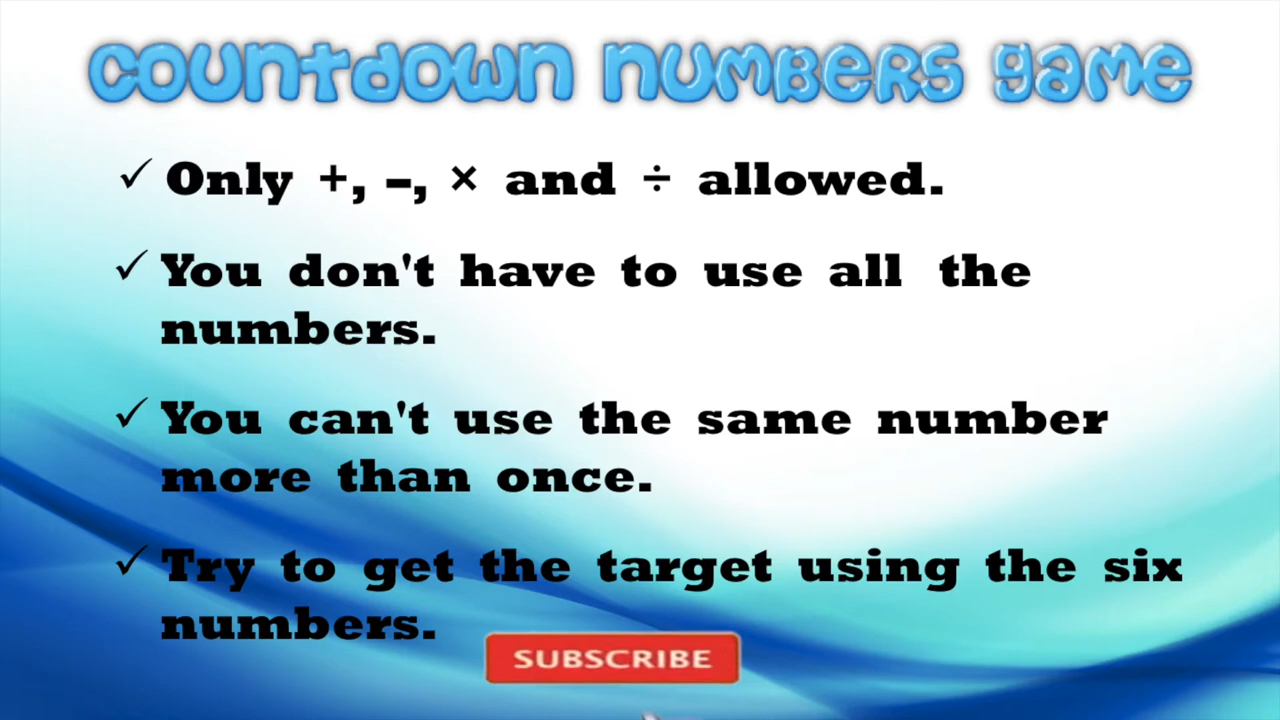 COUNTDOWN NUMBERS GAME
✓ Only +, –, × and ÷ allowed.
✓ You don't have to use all the
numbers.
✓ You can't use the same number
more than once.
✓ Try to get the target using the six
numbers.
SUBSCRIBE